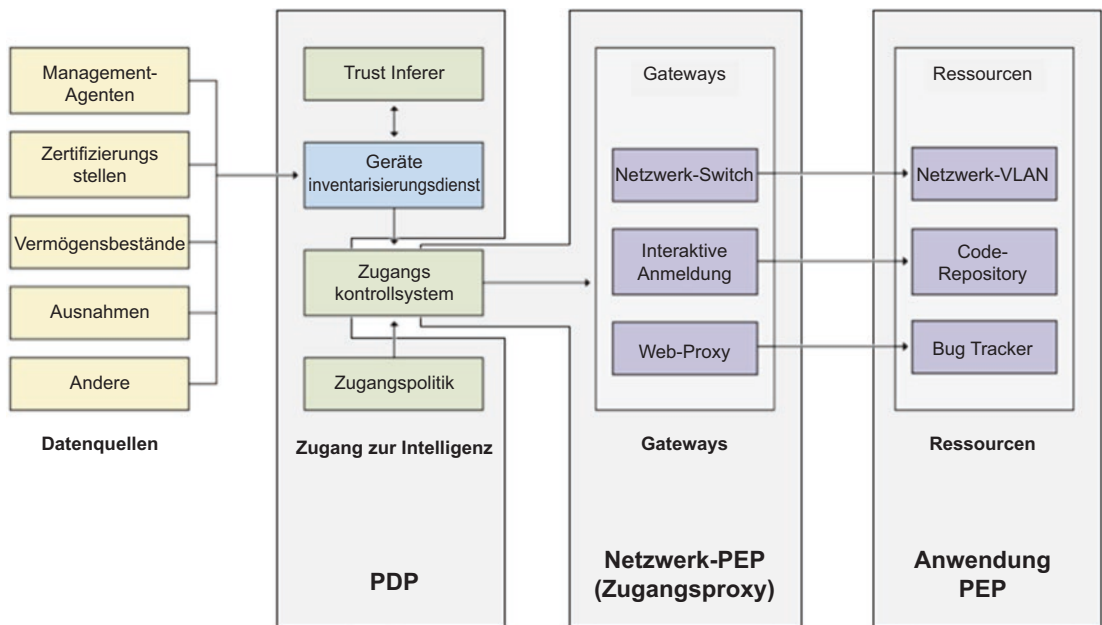 Management-
Agenten
Zertifizierungs
stellen
Vermögensbestände
Ausnahmen
Andere
Datenquellen
Trust Inferer
Geräte
inventarisierungsdienst
Zugangs
kontrollsystem
Zugangspolitik
Zugang zur Intelligenz
PDP
Gateways
Netzwerk-Switch
Interaktive
Anmeldung
Web-Proxy
Gateways
Netzwerk-PEP
(Zugangsproxy)
Ressourcen
Netzwerk-VLAN
Code-
Repository
Bug Tracker
Ressourcen
Anwendung
PEP